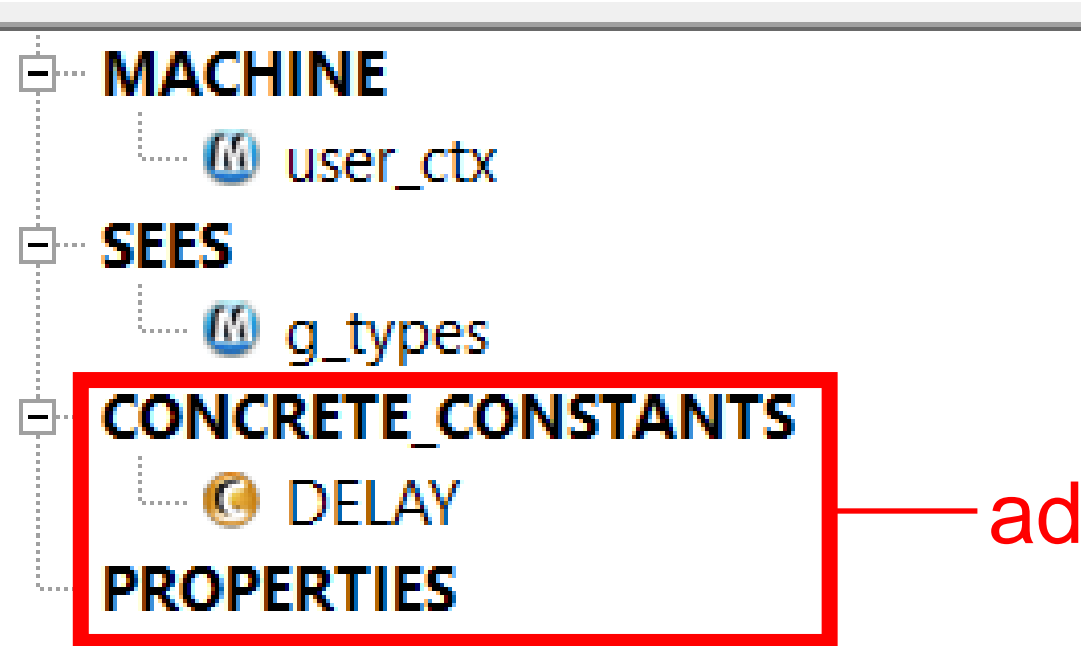 MACHINE
user_ctx
SEES
g_types
CONCRETE_CONSTANTS
DELAY
ad
PROPERTIES